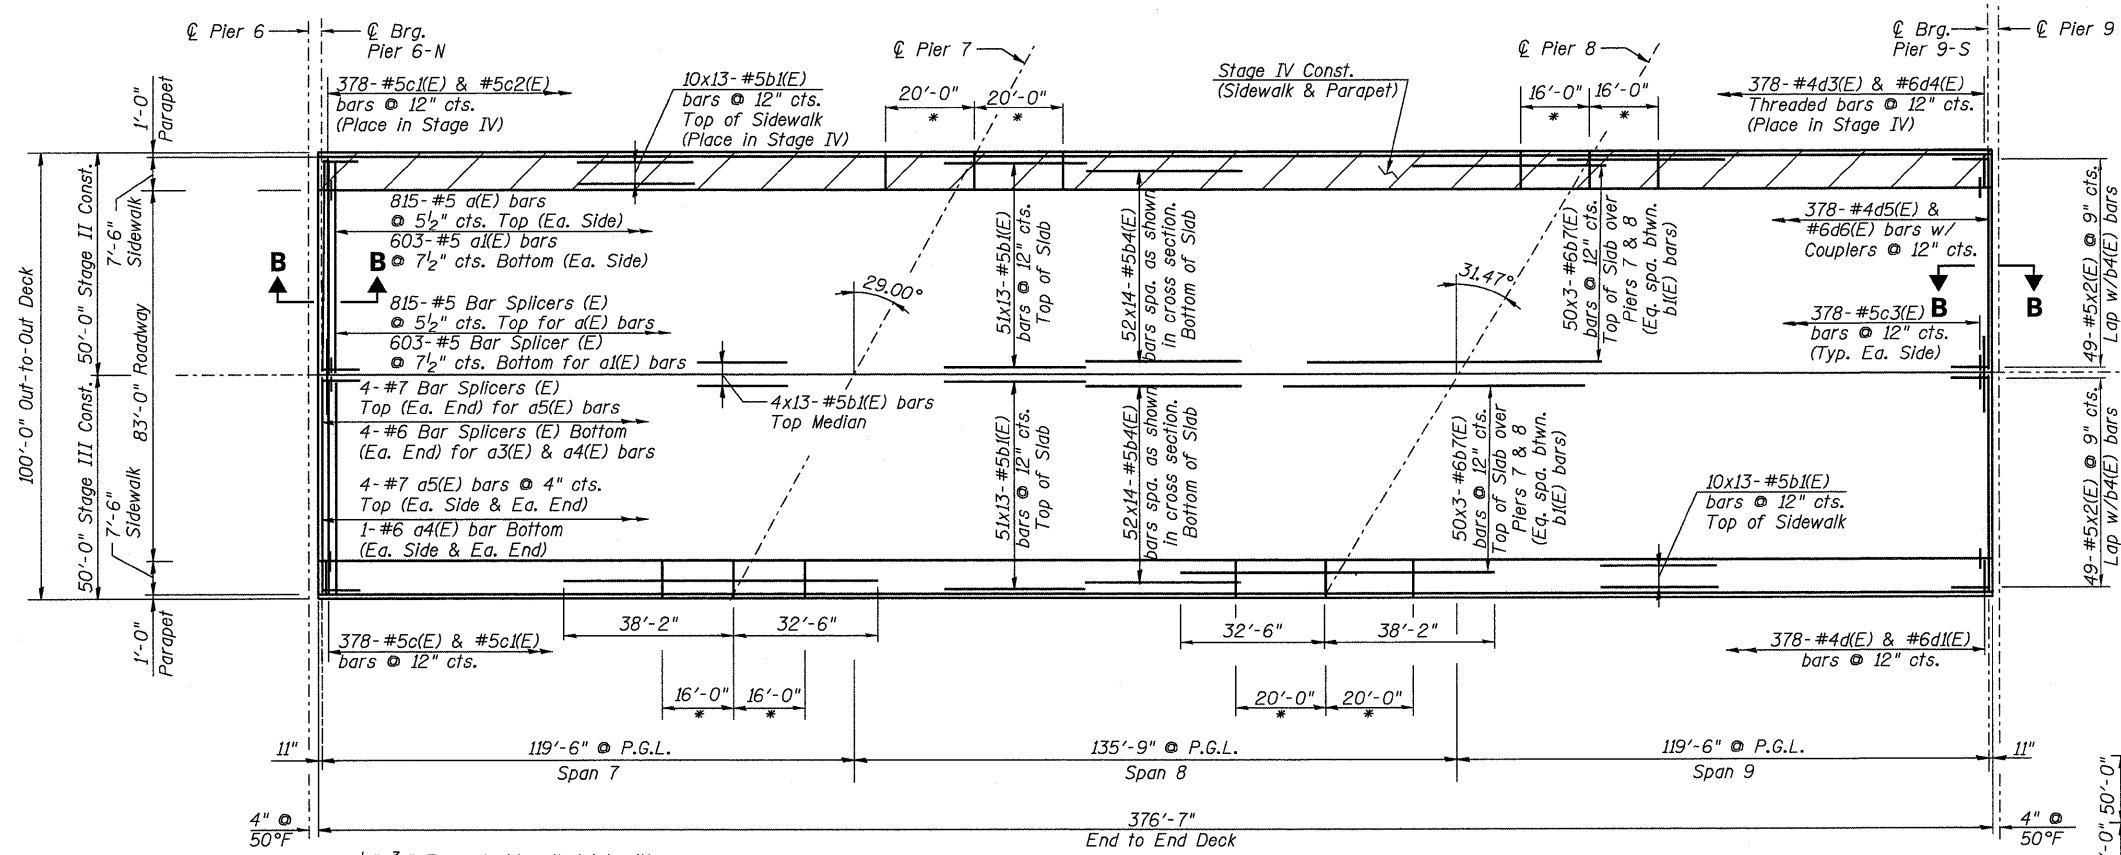 ℄ Pier 6
℄ Brg.
Pier 6-N
℄ Pier 7
℄ Pier 8
℄ Brg.
Pier 9-S
℄ Pier 9
1'-0"
Parapet
378-#5c1(E) & #5c2(E)
bars @ 12" cts.
(Place in Stage IV)
10x13-#5b1(E)
bars @ 12" cts.
Top of Sidewalk
(Place in Stage IV)
20'-0"
*
20'-0"
*
Stage IV Const.
(Sidewalk & Parapet)
16'-0"
*
16'-0"
*
378-#4d3(E) & #6d4(E)
Threaded bars @ 12" cts.
(Place in Stage IV)
100'-0" Out-to-Out Deck
50'-0" Stage II Const.
50'-0" Stage III Const.
7'-6"
Sidewalk
83'-0" Roadway
7'-6"
Sidewalk
1'-0"
Parapet
815-#5 a(E) bars
@ 5½" cts. Top (Ea. Side)
603-#5 a1(E) bars
@ 7½" cts. Bottom (Ea. Side)
B
B
815-#5 Bar Splicers (E)
@ 5½" cts. Top for a(E) bars
603-#5 Bar Splicer (E)
@ 7½" cts. Bottom for a1(E) bars
4-#7 Bar Splicers (E)
Top (Ea. End) for a5(E) bars
4-#6 Bar Splicers (E) Bottom
(Ea. End) for a3(E) & a4(E) bars
4-#7 a5(E) bars @ 4" cts.
Top (Ea. Side & Ea. End)
1-#6 a4(E) bar Bottom
(Ea. Side & Ea. End)
29.00°
31.47°
4x13-#5b1(E) bars
Top Median
51x13-#5b1(E)
bars @ 12" cts.
Top of Slab
52x14-#5b4(E)
bars spa. as shown
in cross section.
Bottom of Slab
50x3-#6b7(E)
bars @ 12" cts.
Top of Slab over
Piers 7 & 8
(Eq. spa. btwn.
b1(E) bars)
51x13-#5b1(E)
bars @ 12" cts.
Top of Slab
52x14-#5b4(E)
bars spa. as shown
in cross section.
Bottom of Slab
50x3-#6b7(E)
bars @ 12" cts.
Top of Slab over
Piers 7 & 8
(Eq. spa. btwn.
b1(E) bars)
378-#4d5(E) &
#6d6(E) bars w/
Couplers @ 12" cts.
B
B
378-#5c3(E)
bars @ 12" cts.
(Typ. Ea. Side)
49-#5x2(E) @ 9" cts.
Lap w/b4(E) bars
49-#5x2(E) @ 9" cts.
Lap w/b4(E) bars
10x13-#5b1(E)
bars @ 12" cts.
Top of Sidewalk
378-#5c(E) & #5c1(E)
bars @ 12" cts.
38'-2"
32'-6"
32'-6"
38'-2"
378-#4d(E) & #6d1(E)
bars @ 12" cts.
16'-0"
*
16'-0"
*
20'-0"
*
20'-0"
*
11"
119'-6" @ P.G.L.
Span 7
135'-9" @ P.G.L.
Span 8
119'-6" @ P.G.L.
Span 9
11"
4" @
50°F
376'-7"
End to End Deck
4" @
50°F
50'-0"